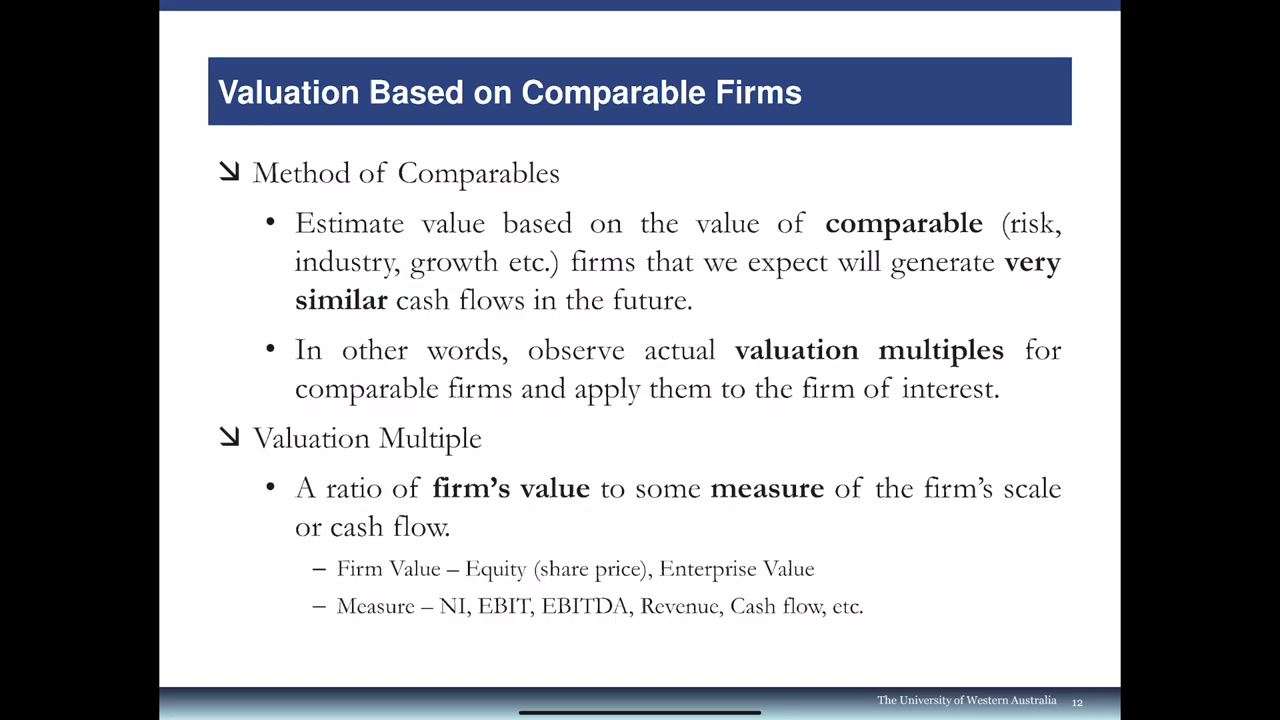 Valuation Based on Comparable Firms
Method of Comparables
• Estimate value based on the value of comparable (risk,
industry, growth etc.) firms that we expect will generate very
similar cash flows in the future.
• In other words, observe actual valuation multiples for
comparable firms and apply them to the firm of interest.
Valuation Multiple
• A ratio of firm's value to some measure of the firm's scale
or cash flow.
– Firm Value – Equity (share price), Enterprise Value
– Measure – NI, EBIT, EBITDA, Revenue, Cash flow, etc.
The University of Western Australia 12